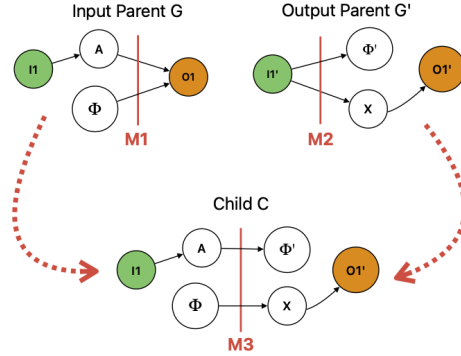 Input Parent G
Output Parent G'
I1
A
Φ
O1
M1
I1'
Φ'
X
O1'
M2
Child C
I1
A
Φ'
Φ
X
O1'
M3